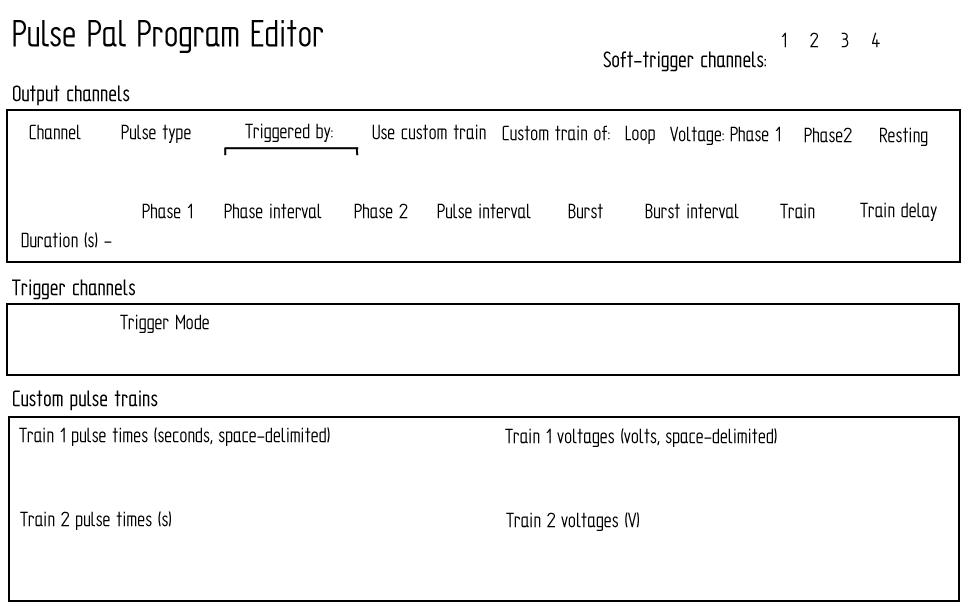 Pulse Pal Program Editor
1 2 3 4
Soft-trigger channels:
Output channels
Channel Pulse type Triggered by: Use custom train Custom train of: Loop Voltage: Phase 1 Phase2 Resting
Phase 1 Phase interval Phase 2 Pulse interval Burst Burst interval Train Train delay
Duration (s) -
Trigger channels
Trigger Mode
Custom pulse trains
Train 1 pulse times (seconds, space-delimited) Train 1 voltages (volts, space-delimited)
Train 2 pulse times (s) Train 2 voltages (V)